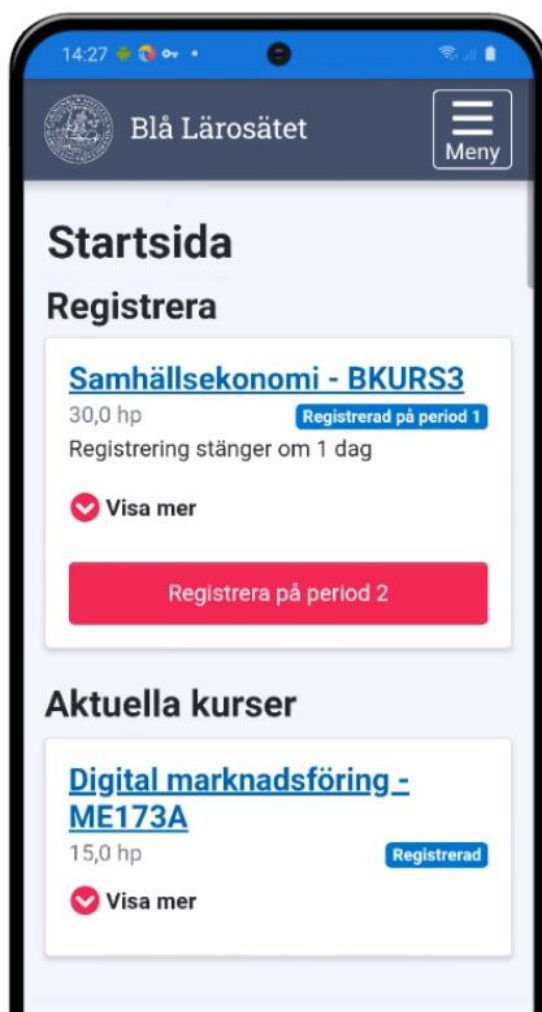 14:27
Blå Lärosätet
Meny
Startsida
Registrera
Samhällsekonomi - BKURS3
30,0 hp
Registrerad på period 1
Registrering stänger om 1 dag
Visa mer
Registrera på period 2
Aktuella kurser
Digital marknadsföring -
ME173A
15,0 hp
Registrerad
Visa mer